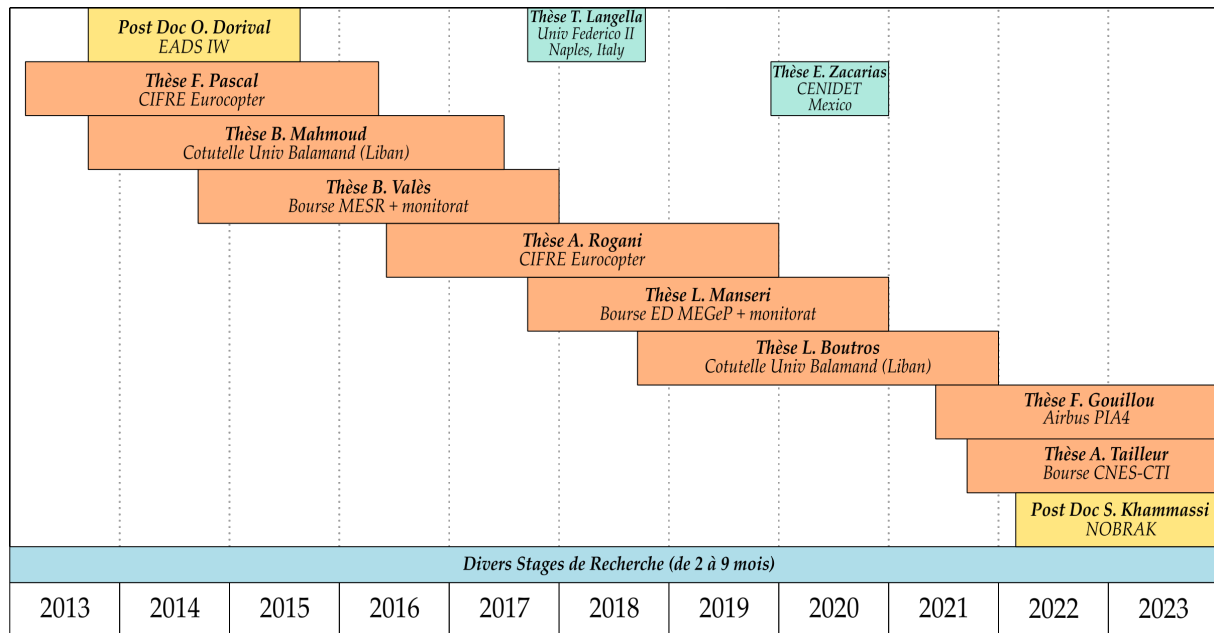 Post Doc O. Dorival
EADS IW
Thèse T. Langella
Univ Federico II
Naples, Italy
Thèse F. Pascal
CIFRE Eurocopter
Thèse E. Zacarias
CENIDET
Mexico
Thèse B. Mahmoud
Cotutelle Univ Balamand (Liban)
Thèse B. Valès
Bourse MESR + monitorat
Thèse A. Rogani
CIFRE Eurocopter
Thèse L. Manseri
Bourse ED MEGeP + monitorat
Thèse L. Boutros
Cotutelle Univ Balamand (Liban)
Thèse F. Gouillou
Airbus PIA4
Thèse A. Tailleur
Bourse CNES-CTI
Post Doc S. Khammassi
NOBRAK
Divers Stages de Recherche (de 2 à 9 mois)
2013 2014 2015 2016 2017 2018 2019 2020 2021 2022 2023